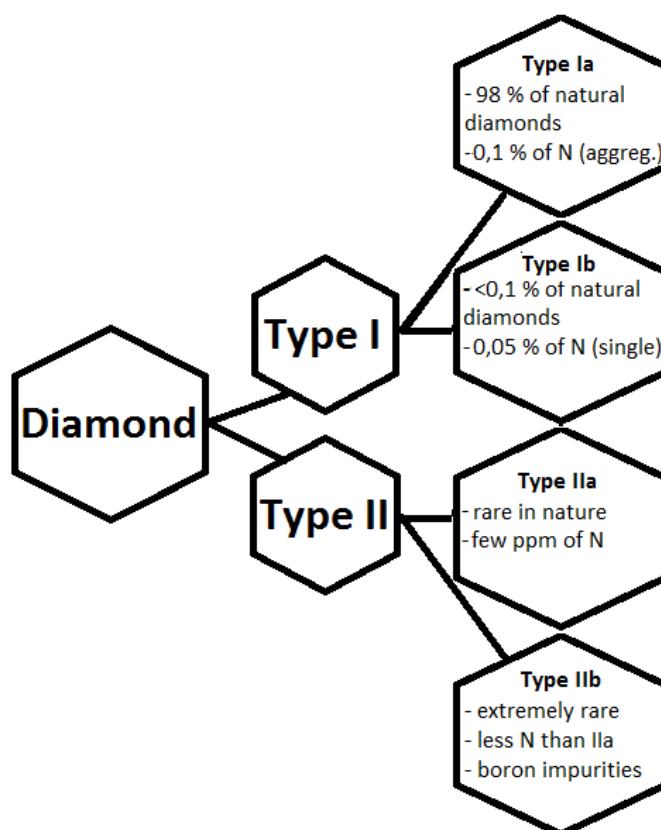 Type Ia
- 98 % of natural
diamonds
-0,1 % of N (aggreg.)
Type Ib
- <0,1 % of natural
diamonds
-0,05 % of N (single)
Type I
Diamond
Type II
Type IIa
- rare in nature
-few ppm of N
Type IIb
- extremely rare
- less N than IIa
- boron impurities